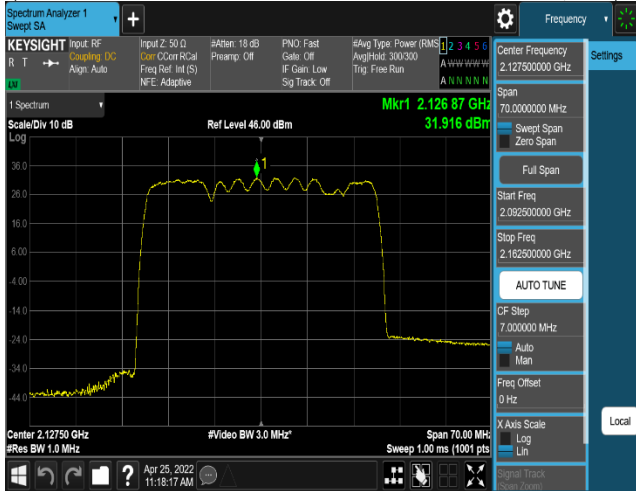 Spectrum Analyzer 1
Swept SA
Frequency
KEYSIGHT
R T
LU
Input: RF
Coupling: DC
Align: Auto
Input Z: 50 Ω
Corr CCorr RCal
Freq Ref: Int (S)
NFE: Adaptive
#Atten: 18 dB
Preamp: Off
PNO: Fast
Gate: Off
IF Gain: Low
Sig Track: Off
#Avg Type: Power (RMS
Avg|Hold: 300/300
Trig: Free Run
1 2 3 4 5 6
A W W W W W
A N N N N N
1 Spectrum
Scale/Div 10 dB
Log
Ref Level 46.00 dBm
Mkr1 2.126 87 GHz
31.916 dBm
1
36.0
26.0
16.0
6.00
-4.00
-14.0
-24.0
-34.0
-44.0
Center 2.12750 GHz
#Res BW 1.0 MHz
#Video BW 3.0 MHz*
Span 70.00 MHz
Sweep 1.00 ms (1001 pts
Apr 25, 2022
11:18:17 AM
Center Frequency
2.127500000 GHz
Settings
Span
70.0000000 MHz
Swept Span
Zero Span
Full Span
Start Freq
2.092500000 GHz
Stop Freq
2.162500000 GHz
AUTO TUNE
CF Step
7.000000 MHz
Auto
Man
Freq Offset
0 Hz
X Axis Scale
Log
Lin
Local
Signal Track
(Span Zoom)